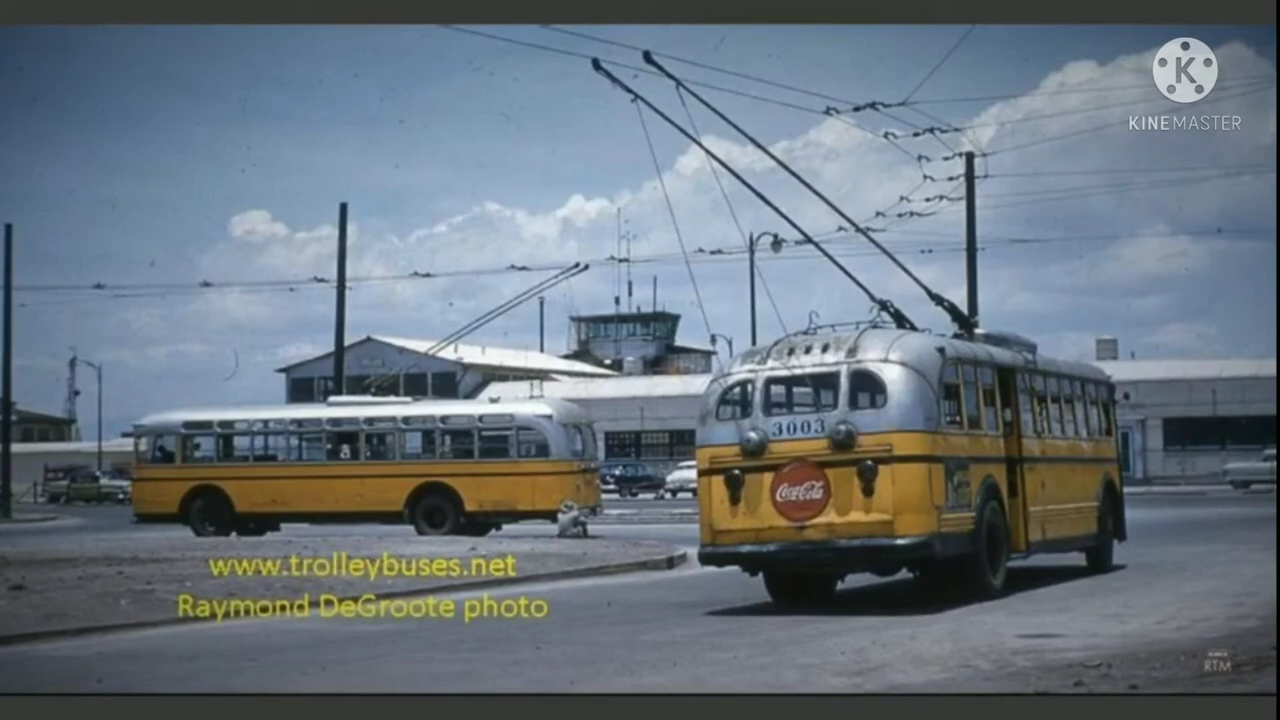 KINEMASTER
3003
Coca-Cola
www.trolleybuses.net
Raymond DeGroote photo
RTM